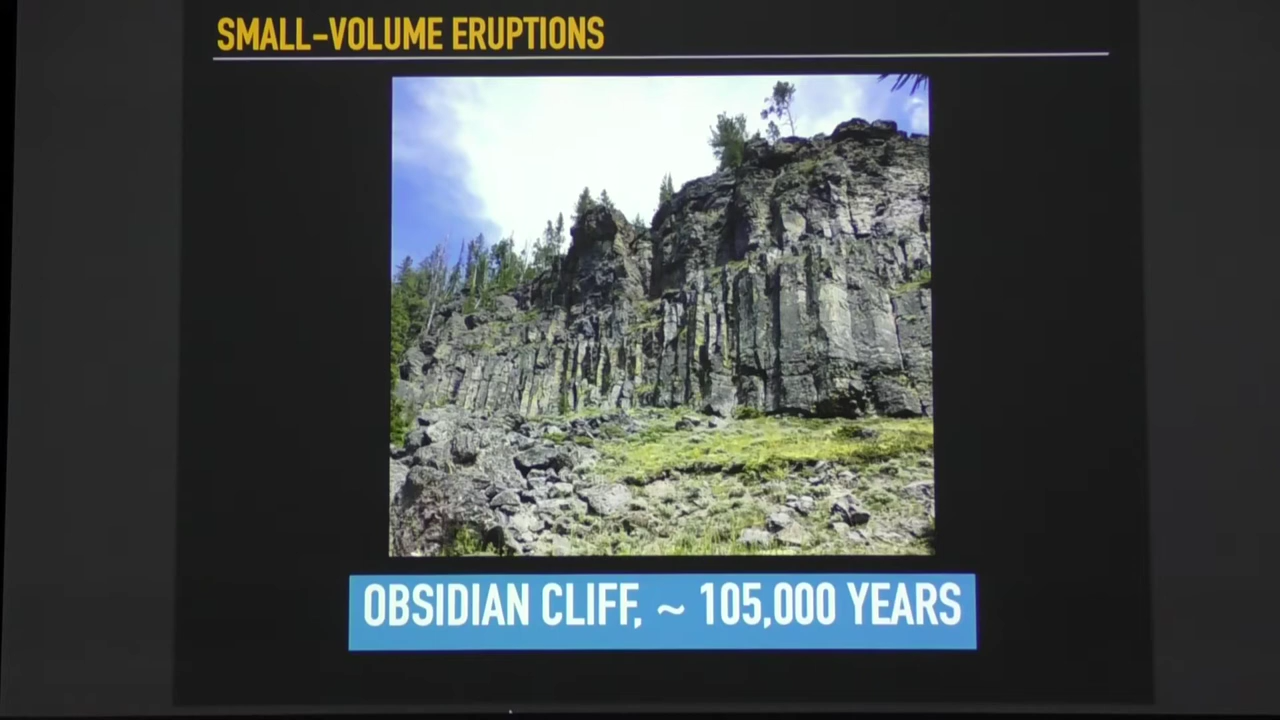 SMALL-VOLUME ERUPTIONS
OBSIDIAN CLIFF, ~ 105,000 YEARS